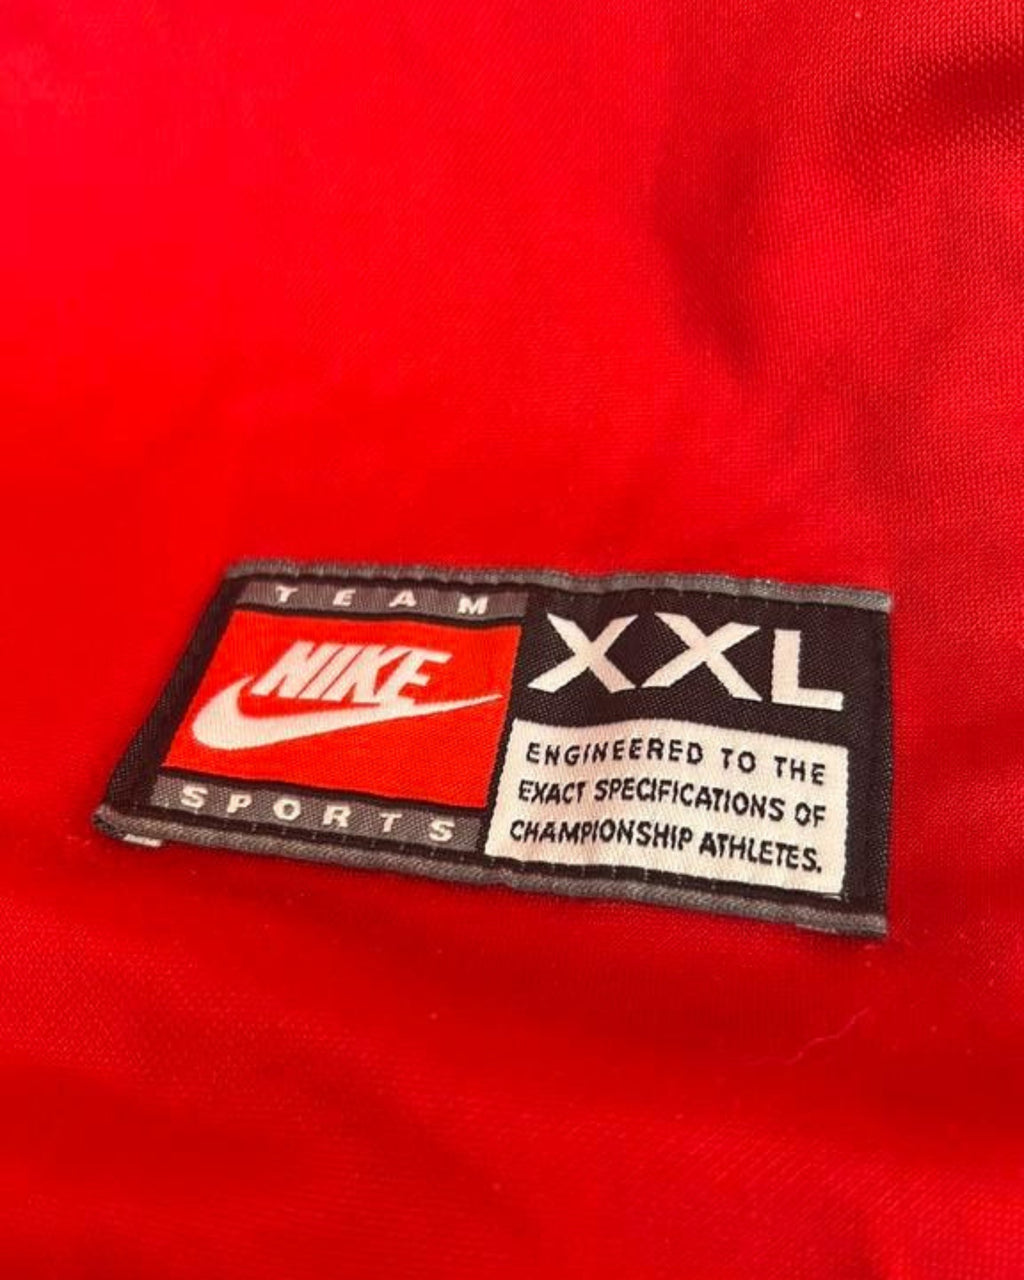 TEAM
NIKE
SPORTS
XXL
ENGINEERED TO THE
EXACT SPECIFICATIONS OF
CHAMPIONSHIP ATHLETES.